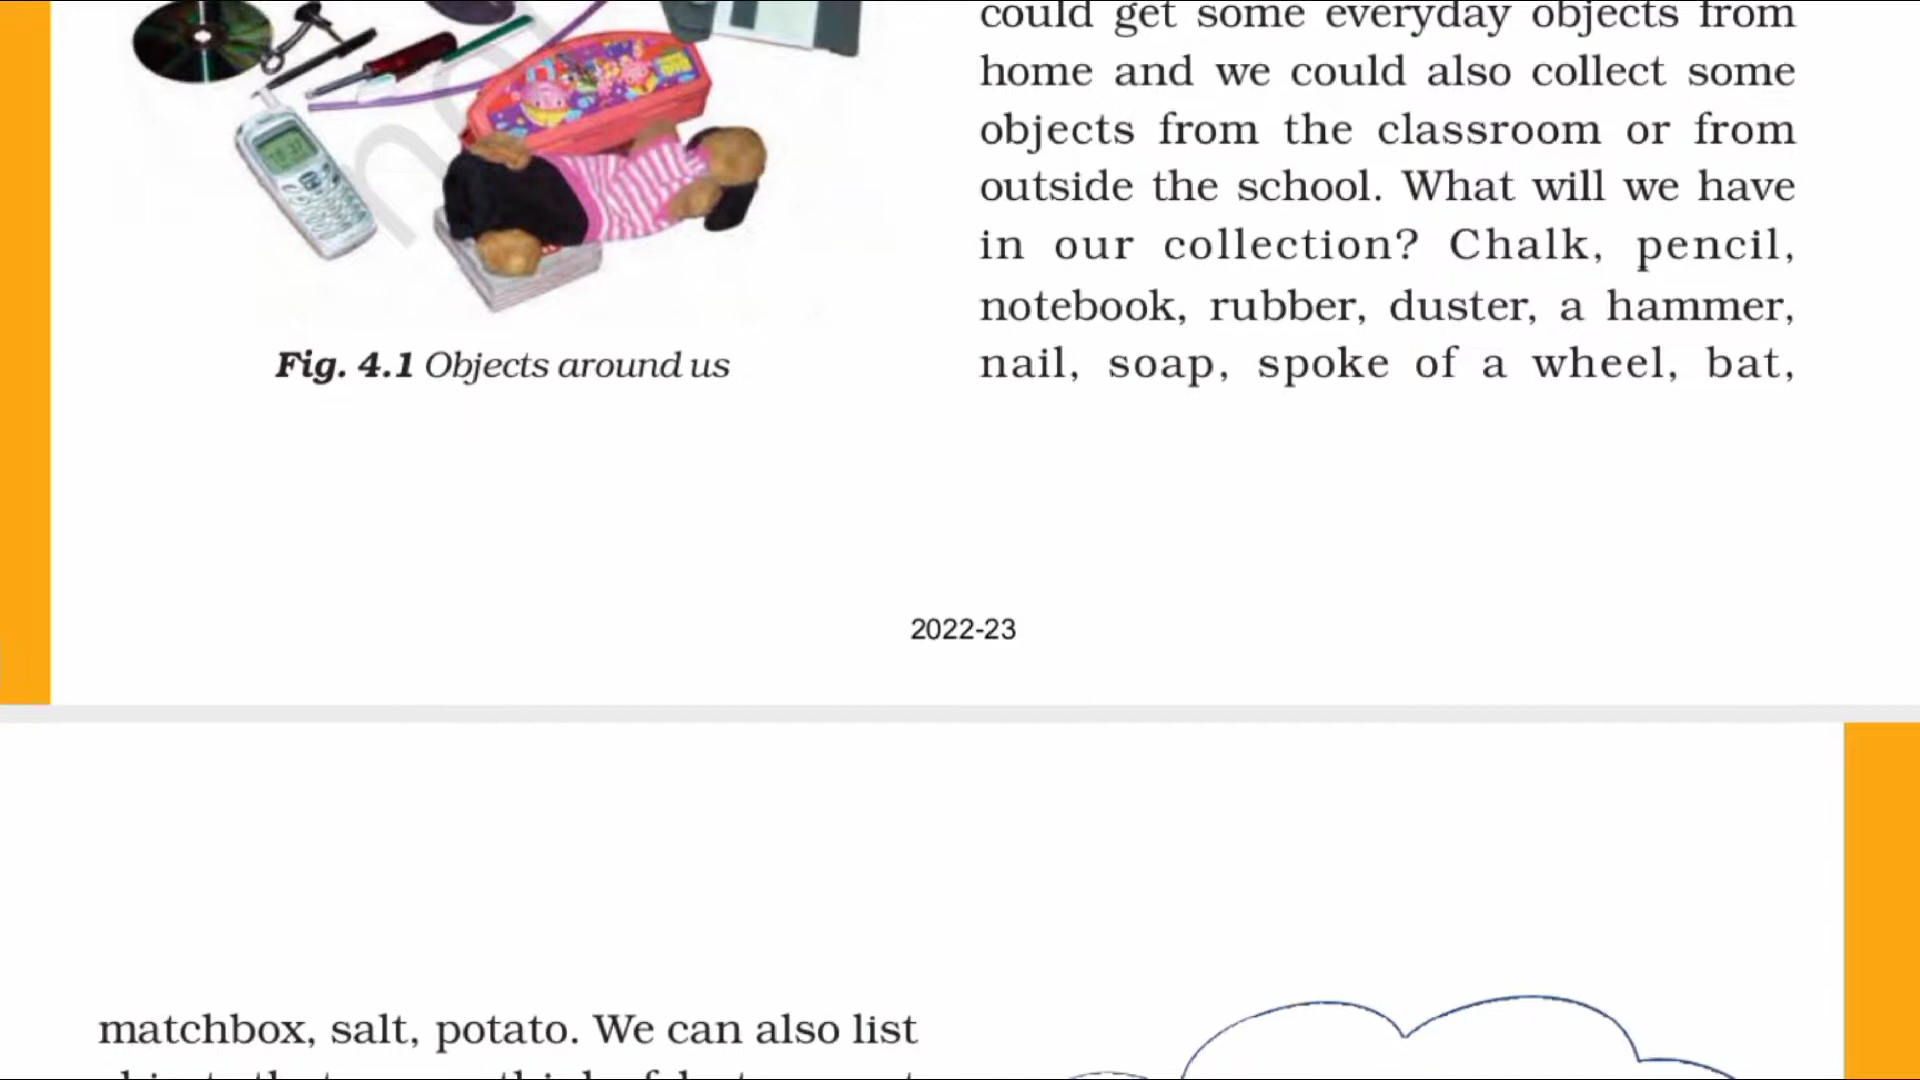 could get some everyday objects from
home and we could also collect some
objects from the classroom or from
outside the school. What will we have
in our collection? Chalk, pencil,
notebook, rubber, duster, a hammer,
nail, soap, spoke of a wheel, bat,
Fig. 4.1 Objects around us
2022-23
matchbox, salt, potato. We can also list